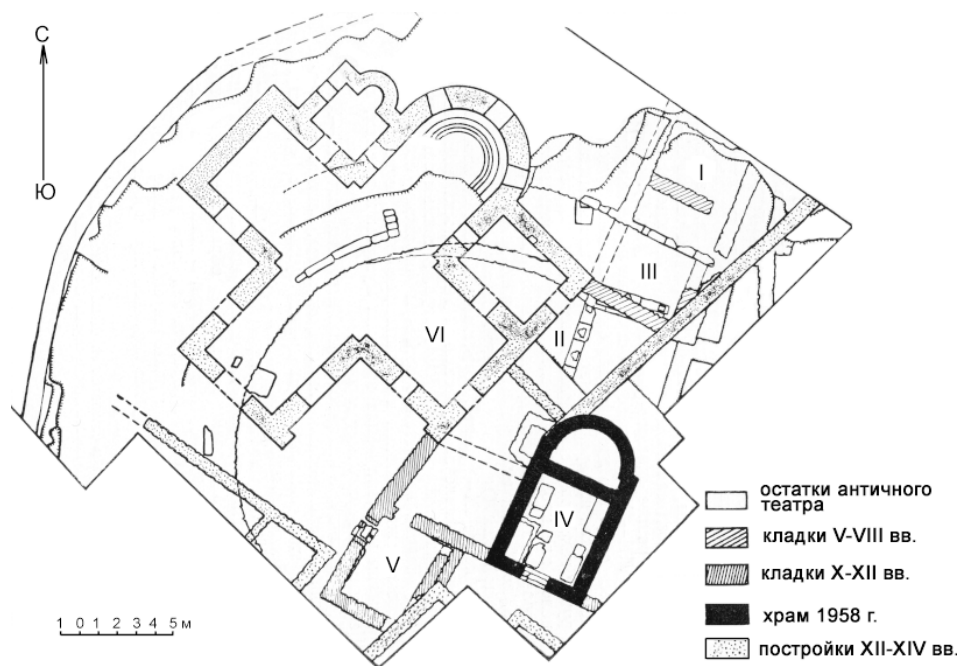 С
Ю
I
III
II
VI
IV
V
остатки античного
театра
кладки V-VIII вв.
кладки X-XII вв.
храм 1958 г.
постройки XII-XIV вв.
1 0 1 2 3 4 5 м